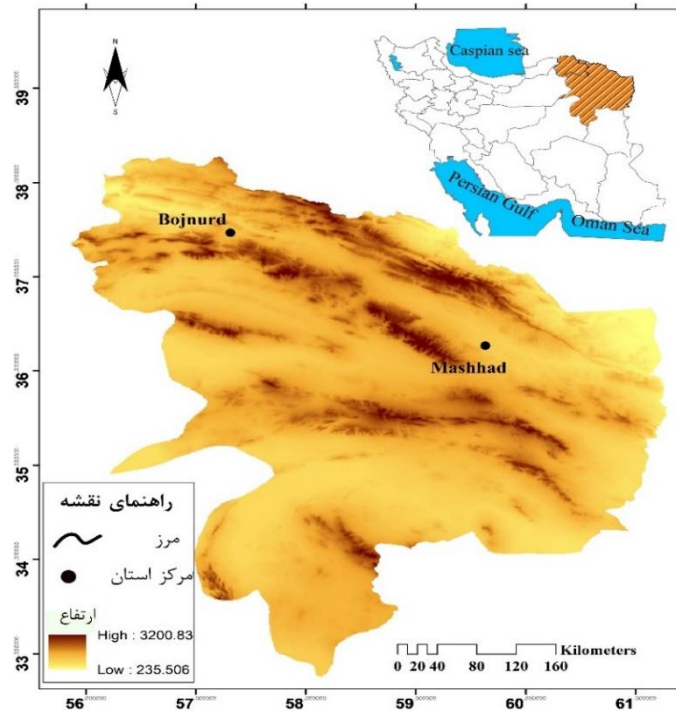 Caspian sea
Persian Gulf
Oman Sea
N
S
Bojnurd
Mashhad
39
38
37
36
35
34
33
راهنمای نقشه
مرز
مرکز استان
ارتفاع
High : 3200.83
Low : 235.506
Kilometers
0 20 40 80 120 160
56 57 58 59 60 61